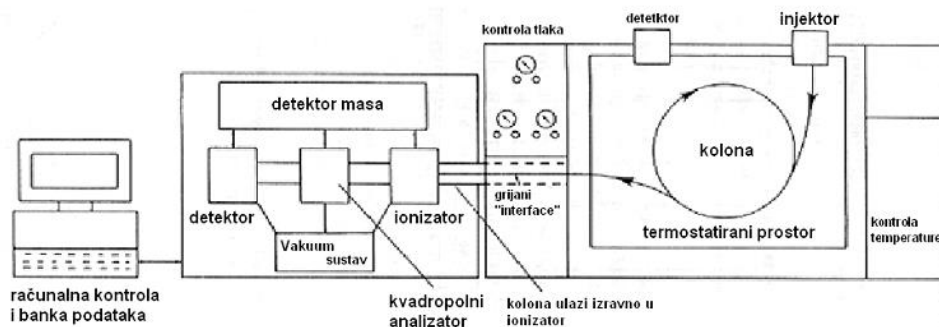 detetktor
injektor
kontrola tlaka
detektor masa
kolona
detektor
ionizator
grijani
"interface"
termostatirani prostor
kontrola
temperature
Vakuum
sustav
računalna kontrola
i banka podataka
kvadropolni
analizator
kolona ulazi izravno u
ionizator